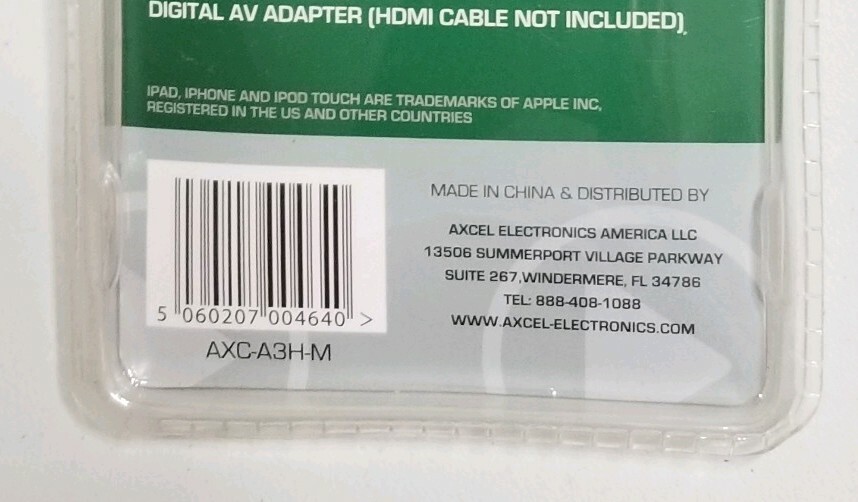 DIGITAL AV ADAPTER (HDMI CABLE NOT INCLUDED).
IPAD, IPHONE AND IPOD TOUCH ARE TRADEMARKS OF APPLE INC,
REGISTERED IN THE US AND OTHER COUNTRIES
MADE IN CHINA & DISTRIBUTED BY
AXCEL ELECTRONICS AMERICA LLC
13506 SUMMERPORT VILLAGE PARKWAY
SUITE 267,WINDERMERE, FL 34786
TEL: 888-408-1088
WWW.AXCEL-ELECTRONICS.COM
5 060207 004640 >
AXC-A3H-M